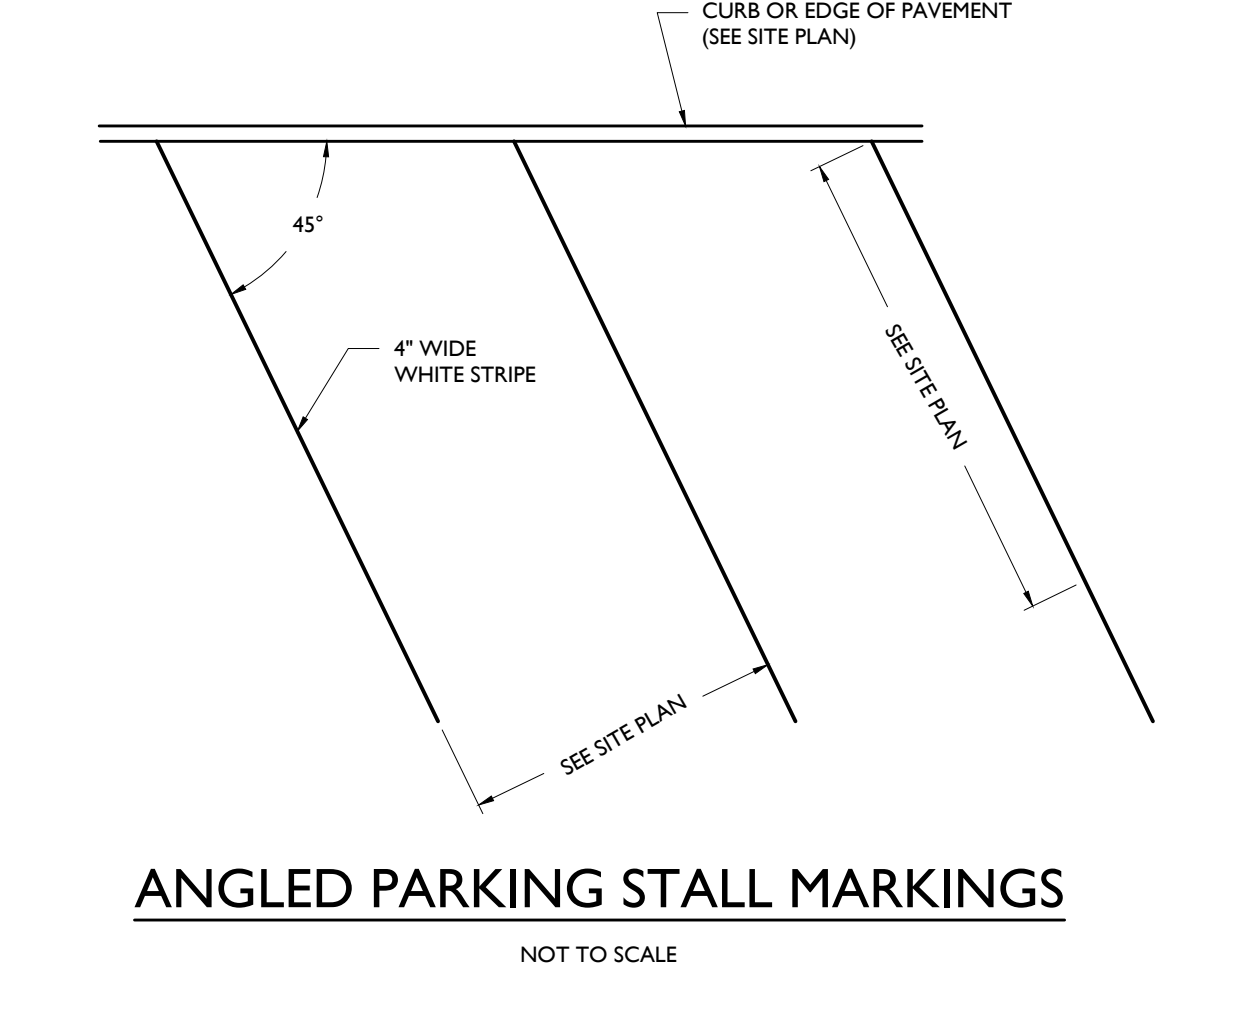 CURB OR EDGE OF PAVEMENT
(SEE SITE PLAN)
45°
4" WIDE
WHITE STRIPE
SEE SITE PLAN
SEE SITE PLAN
ANGLED PARKING STALL MARKINGS
NOT TO SCALE